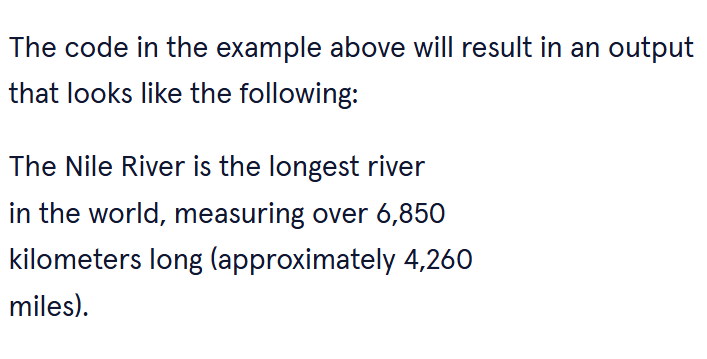 The code in the example above will result in an output
that looks like the following:
The Nile River is the longest river
in the world, measuring over 6,850
kilometers long (approximately 4,260
miles).